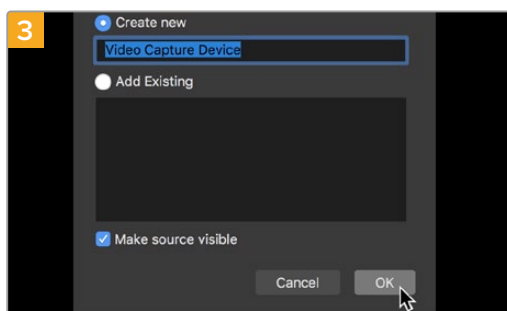 3
Create new
Video Capture Device
Add Existing
Make source visible
Cancel OK